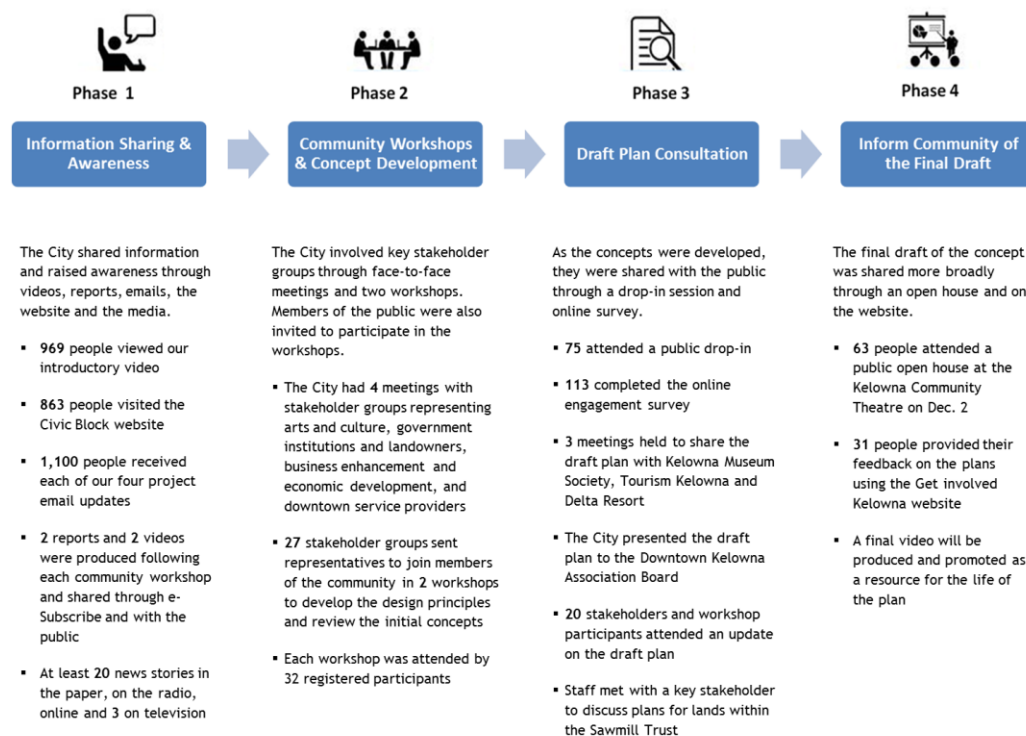 Phase 1
Information Sharing &
Awareness
The City shared information
and raised awareness through
videos, reports, emails, the
website and the media.
▪ 969 people viewed our
introductory video
▪ 863 people visited the
Civic Block website
▪ 1,100 people received
each of our four project
email updates
▪ 2 reports and 2 videos
were produced following
each community workshop
and shared through e-
Subscribe and with the
public
▪ At least 20 news stories in
the paper, on the radio,
online and 3 on television
Phase 2
Community Workshops
& Concept Development
The City involved key stakeholder
groups through face-to-face
meetings and two workshops.
Members of the public were also
invited to participate in the
workshops.
▪ The City had 4 meetings with
stakeholder groups representing
arts and culture, government
institutions and landowners,
business enhancement and
economic development, and
downtown service providers
▪ 27 stakeholder groups sent
representatives to join members
of the community in 2 workshops
to develop the design principles
and review the initial concepts
▪ Each workshop was attended by
32 registered participants
Phase 3
Draft Plan Consultation
As the concepts were developed,
they were shared with the public
through a drop-in session and
online survey.
▪ 75 attended a public drop-in
▪ 113 completed the online
engagement survey
▪ 3 meetings held to share the
draft plan with Kelowna Museum
Society, Tourism Kelowna and
Delta Resort
▪ The City presented the draft
plan to the Downtown Kelowna
Association Board
▪ 20 stakeholders and workshop
participants attended an update
on the draft plan
▪ Staff met with a key stakeholder
to discuss plans for lands within
the Sawmill Trust
Phase 4
Inform Community of
the Final Draft
The final draft of the concept
was shared more broadly
through an open house and on
the website.
▪ 63 people attended a
public open house at the
Kelowna Community
Theatre on Dec. 2
▪ 31 people provided their
feedback on the plans
using the Get involved
Kelowna website
▪ A final video will be
produced and promoted as
a resource for the life of
the plan